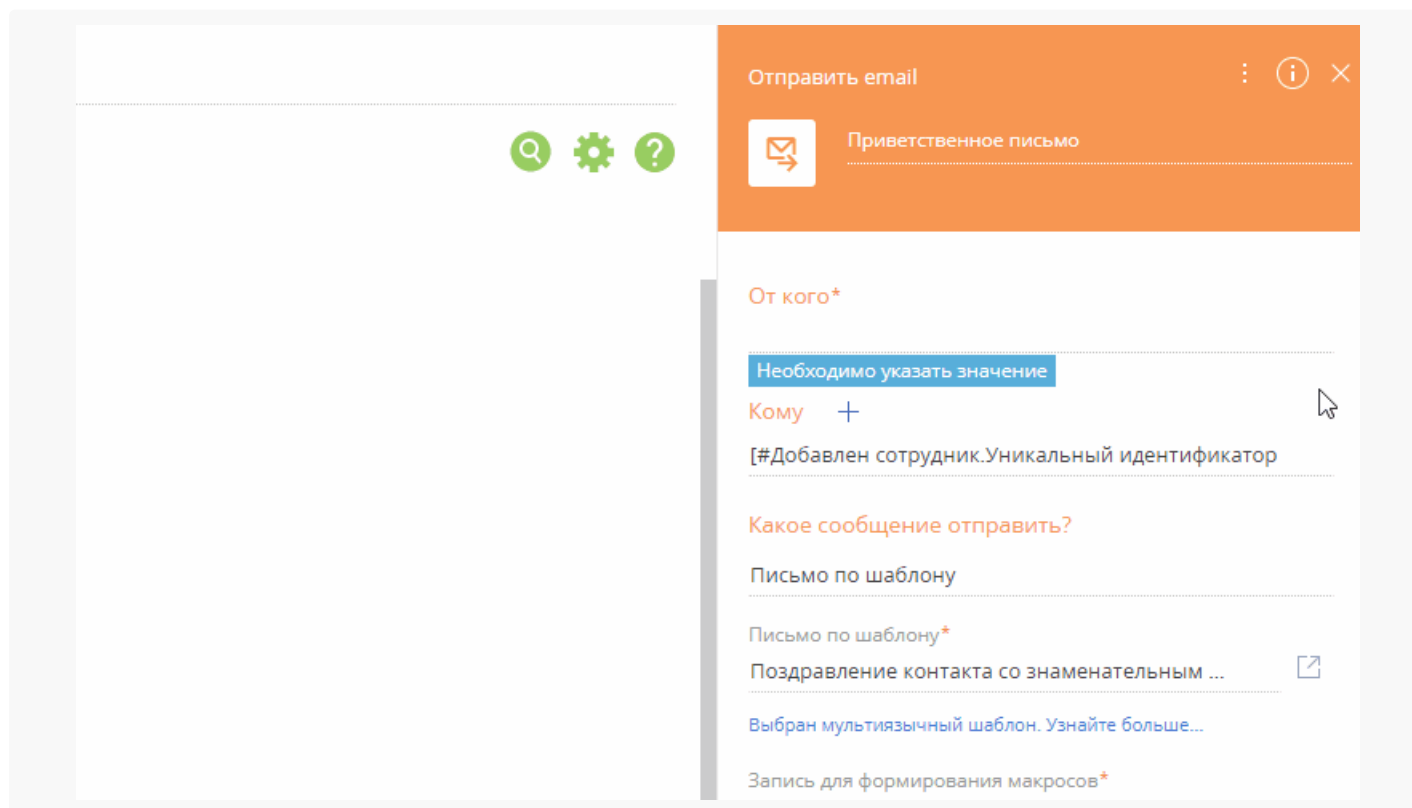 Отправить email
Приветственное письмо
От кого*
Необходимо указать значение
Кому
[#Добавлен сотрудник.Уникальный идентификатор
Какое сообщение отправить?
Письмо по шаблону
Письмо по шаблону*
Поздравление контакта со знаменательным ...
Выбран мультиязычный шаблон. Узнайте больше...
Запись для формирования макросов*